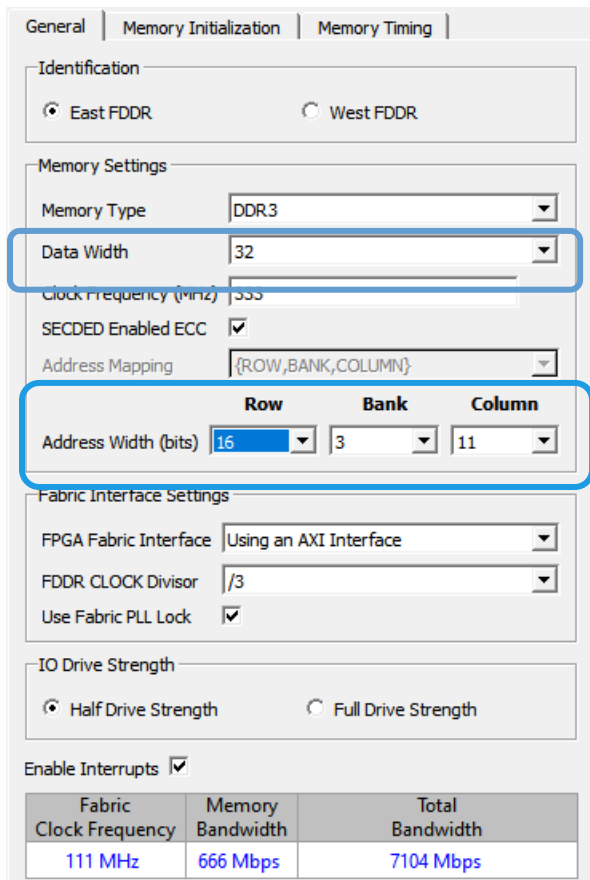 General Memory Initialization Memory Timing
Identification
East FDDR West FDDR
Memory Settings
Memory Type DDR3
Data Width 32
Clock Frequency (MHz) 333
SECDED Enabled ECC
Address Mapping {ROW,BANK,COLUMN}
Row Bank Column
Address Width (bits) 16 3 11
Fabric Interface Settings
FPGA Fabric Interface Using an AXI Interface
FDDR CLOCK Divisor /3
Use Fabric PLL Lock
IO Drive Strength
Half Drive Strength Full Drive Strength
Enable Interrupts
Fabric Memory Total
Clock Frequency Bandwidth Bandwidth
111 MHz 666 Mbps 7104 Mbps